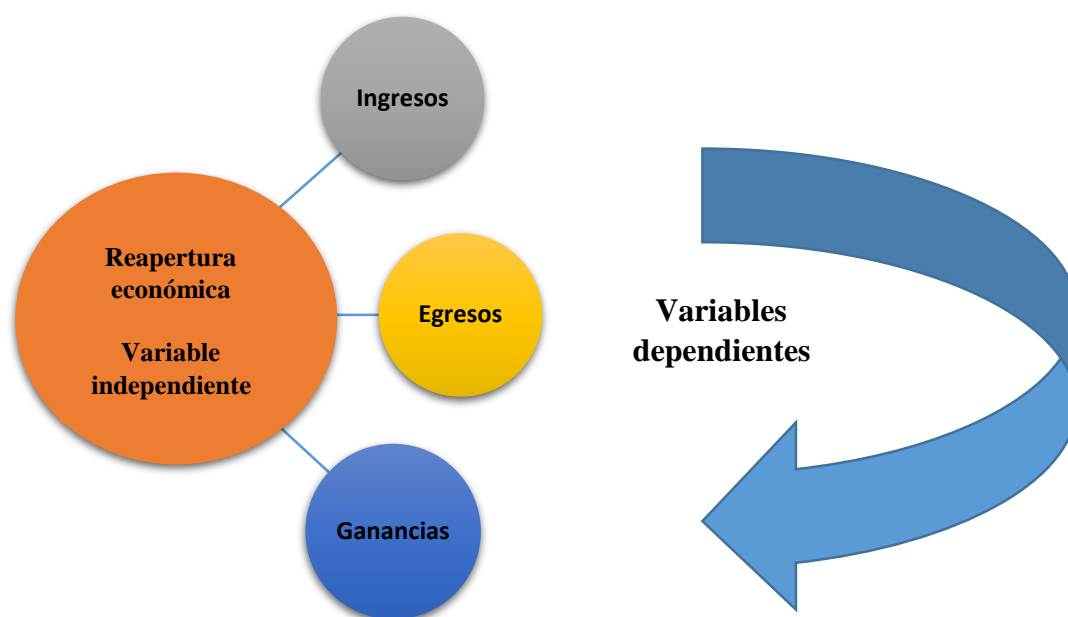 Ingresos
Reapertura
económica
Variable
independiente
Egresos
Variables
dependientes
Ganancias